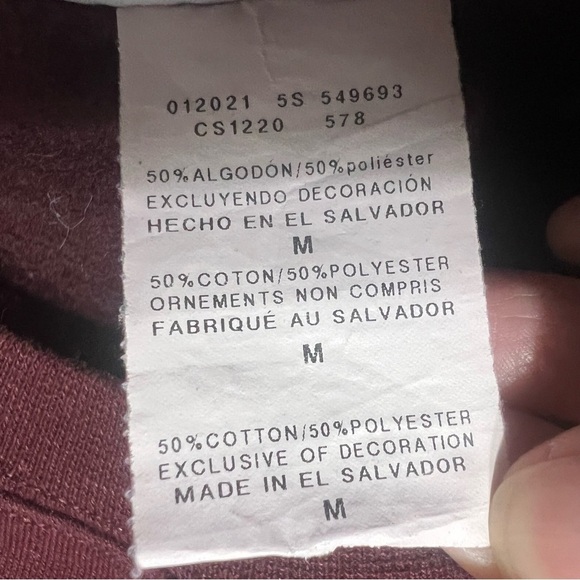 012021 5S 549693
CS1220 578
50%ALGODÓN/50%poliéster
EXCLUYENDO DECORACIÓN
HECHO EN EL SALVADOR
M
50%COTON/50%POLYESTER
ORNEMENTS NON COMPRIS
FABRIQUÉ AU SALVADOR
M
50%COTTON/50%POLYESTER
EXCLUSIVE OF DECORATION
MADE IN EL SALVADOR
M